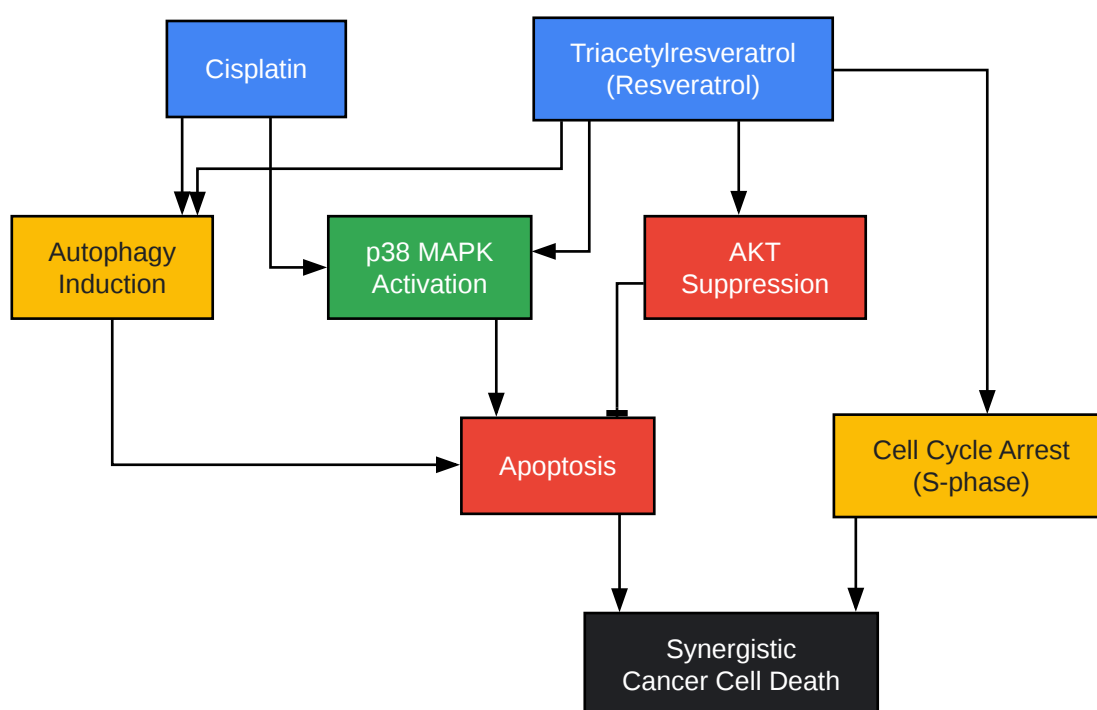 Cisplatin
Triacetylresveratrol
(Resveratrol)
Autophagy
Induction
p38 MAPK
Activation
AKT
Suppression
Apoptosis
Cell Cycle Arrest
(S-phase)
Synergistic
Cancer Cell Death